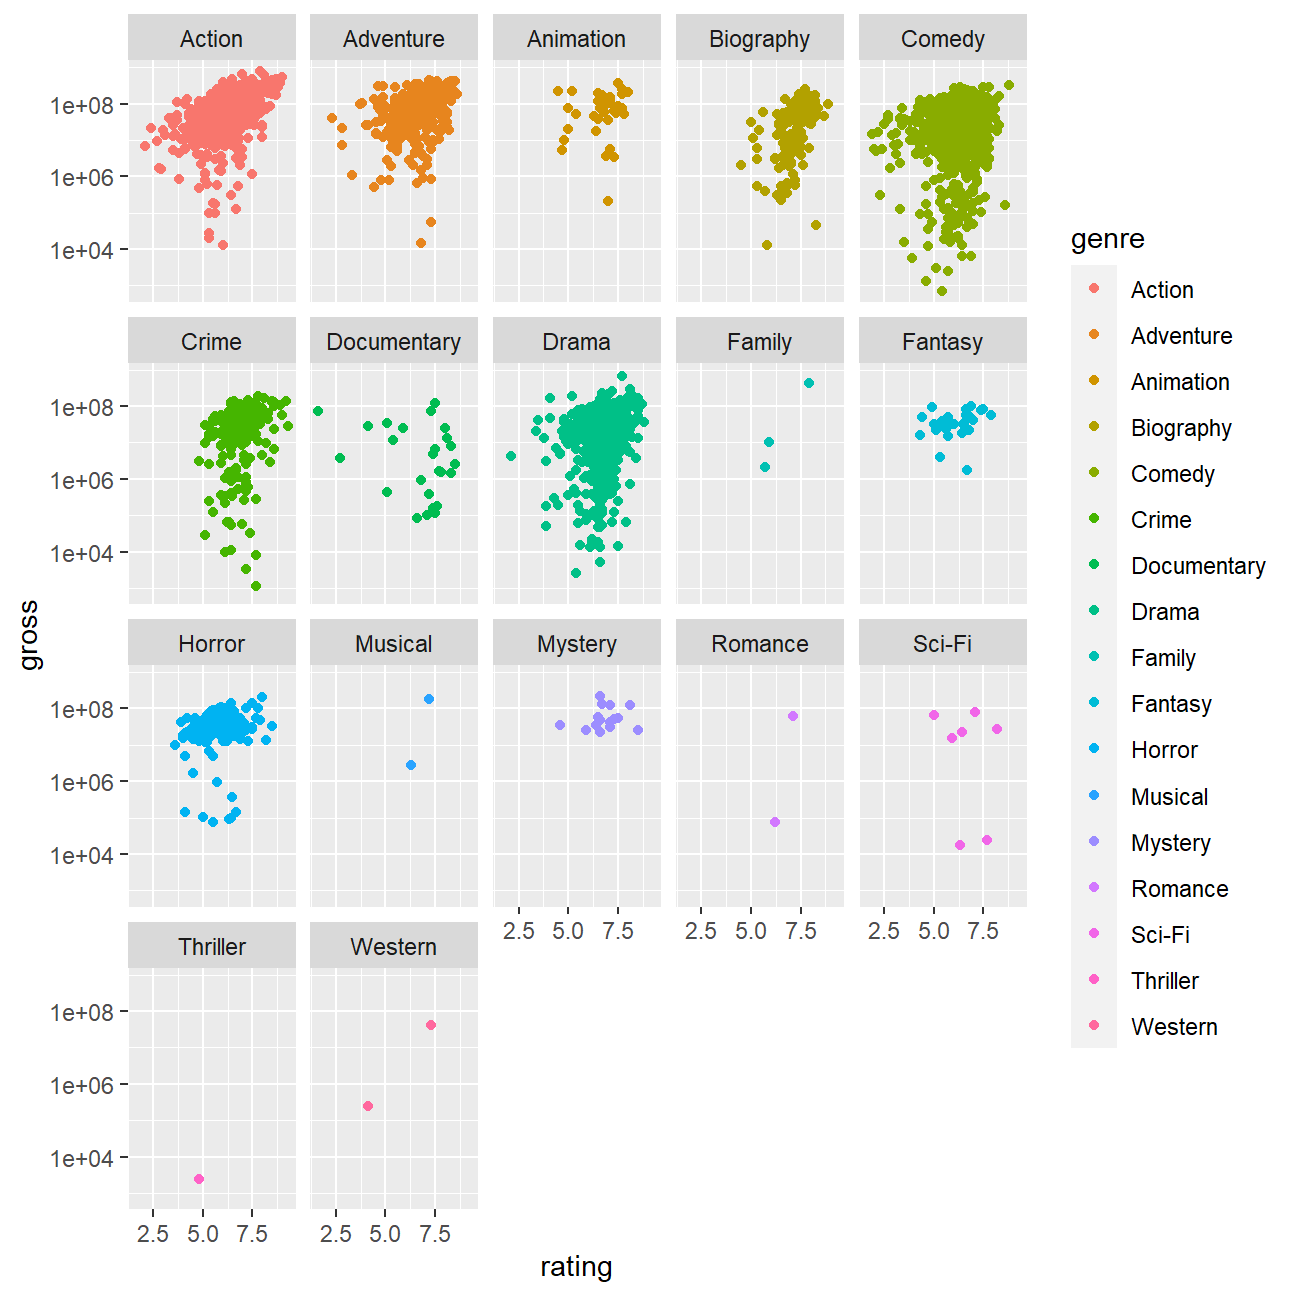 Action Adventure Animation Biography Comedy
1e+08
1e+06
1e+04
Crime Documentary Drama Family Fantasy
1e+08
1e+06
1e+04
Horror Musical Mystery Romance Sci-Fi
1e+08
1e+06
1e+04
2.5 5.0 7.5 2.5 5.0 7.5 2.5 5.0 7.5
Thriller Western
1e+08
1e+06
1e+04
2.5 5.0 7.5 2.5 5.0 7.5
rating
gross
genre
Action
Adventure
Animation
Biography
Comedy
Crime
Documentary
Drama
Family
Fantasy
Horror
Musical
Mystery
Romance
Sci-Fi
Thriller
Western